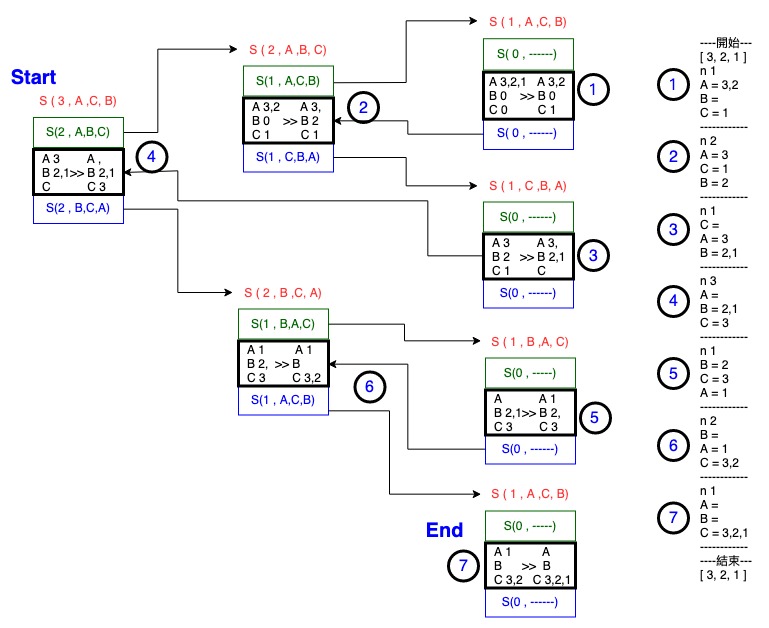 Start
S ( 3 , A ,C, B)
S(2 , A,B,C)
A 3 A ,
B 2,1>> B 2,1
C C 3
S(2 , B,C,A)
4
S ( 2 , A ,B, C)
S(1 , A,C,B)
A 3,2 A 3,
B 0 >> B 2
C 1 C 1
S(1 , C,B,A)
2
S ( 1 , A ,C, B)
S( 0 , ------)
A 3,2,1 A 3,2
B 0 >> B 0
C 0 C 1
S( 0 , ------)
1
S ( 1 , C ,B, A)
S(0 , ------)
A 3 A 3,
B 2 >> B 2,1
C 1 C
S(0 , ------)
3
S ( 2 , B ,C, A)
S(1 , B,A,C)
A 1 A 1
B 2, >> B
C 3 C 3,2
S(1 , A,C,B)
6
S ( 1 , B ,A, C)
S(0 , -----)
A A 1
B 2,1>> B 2,
C 3 C 3
S(0 , ------)
5
S ( 1 , A ,C, B)
End
S(0 , -----)
A 1 A
B >> B
C 3,2 C 3,2,1
S(0 , ------)
7
----開始---
[ 3, 2, 1 ]
1
n 1
A = 3,2
B =
C = 1
------------
2
n 2
A = 3
C = 1
B = 2
------------
3
n 1
C =
A = 3
B = 2,1
------------
4
n 3
A =
B = 2,1
C = 3
------------
5
n 1
B = 2
C = 3
A = 1
------------
6
n 2
B =
A = 1
C = 3,2
------------
7
n 1
A =
B =
C = 3,2,1
------------
----結束---
[ 3, 2, 1 ]